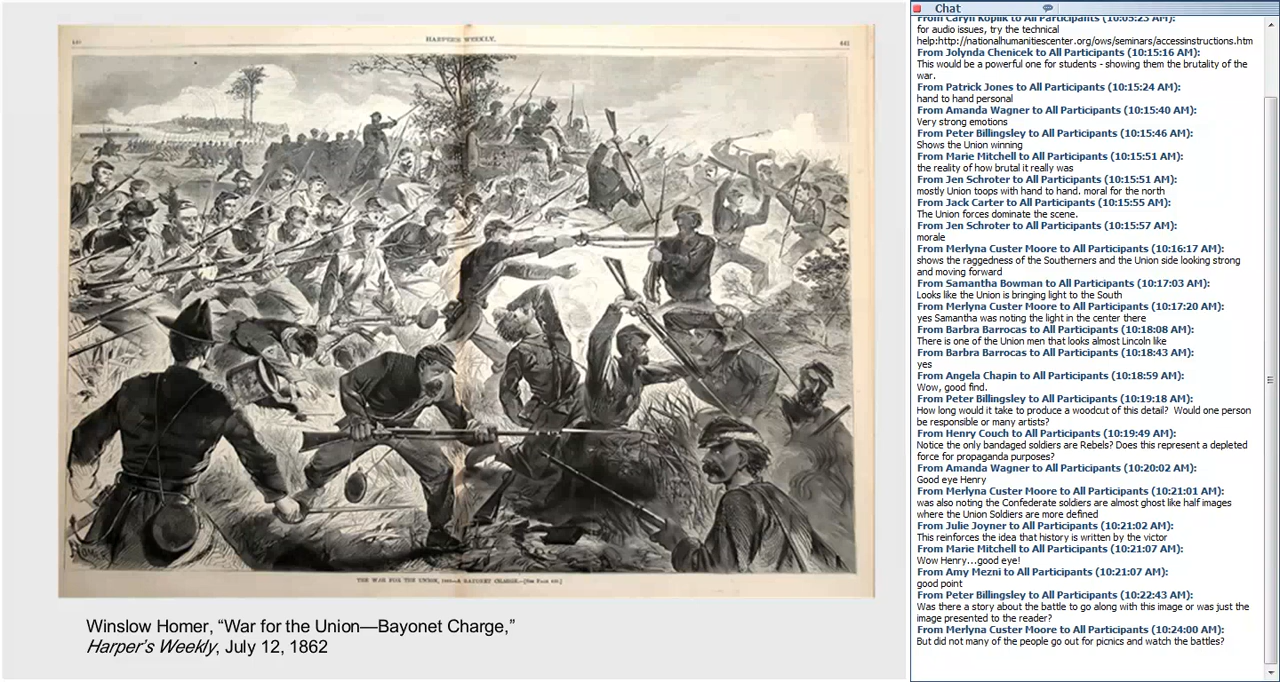 HARPER'S WEEKLY.
441
THE WAR FOR THE UNION, 1862—A BAYONET CHARGE.—[SEE PAGE
Winslow Homer, “War for the Union—Bayonet Charge,”
Harper's Weekly, July 12, 1862
Chat
From Caryn Koplik to All Participants (10:05:23 AM):
for audio issues, try the technical
help:http://nationalhumanitiescenter.org/ows/seminars/accessinstructions.htm
From Jolynda Chenicek to All Participants (10:15:16 AM):
This would be a powerful one for students - showing them the brutality of the
war.
From Patrick Jones to All Participants (10:15:24 AM):
hand to hand personal
From Amanda Wagner to All Participants (10:15:40 AM):
Very strong emotions
From Peter Billingsley to All Participants (10:15:46 AM):
Shows the Union winning
From Marie Mitchell to All Participants (10:15:51 AM):
the reality of how brutal it really was
From Jen Schroter to All Participants (10:15:51 AM):
mostly Union toops with hand to hand. moral for the north
From Jack Carter to All Participants (10:15:55 AM):
The Union forces dominate the scene.
From Jen Schroter to All Participants (10:15:57 AM):
morale
From Merlyna Custer Moore to All Participants (10:16:17 AM):
shows the raggedness of the Southerners and the Union side looking strong
and moving forward
From Samantha Bowman to All Participants (10:17:03 AM):
Looks like the Union is bringing light to the South
From Merlyna Custer Moore to All Participants (10:17:20 AM):
yes Samantha was noting the light in the center there
From Barbra Barrocas to All Participants (10:18:08 AM):
There is one of the Union men that looks almost Lincoln like
From Barbra Barrocas to All Participants (10:18:43 AM):
yes
From Angela Chapin to All Participants (10:18:59 AM):
Wow, good find.
From Peter Billingsley to All Participants (10:19:18 AM):
How long would it take to produce a woodcut of this detail? Would one person
be responsible or many artists?
From Henry Couch to All Participants (10:19:49 AM):
Notice the only bandaged soldiers are Rebels? Does this represent a depleted
force for propaganda purposes?
From Amanda Wagner to All Participants (10:20:02 AM):
Good eye Henry
From Merlyna Custer Moore to All Participants (10:21:01 AM):
was also noting the Confederate soldiers are almost ghost like half images
where the Union Soldiers are more defined
From Julie Joyner to All Participants (10:21:02 AM):
This reinforces the idea that history is written by the victor
From Marie Mitchell to All Participants (10:21:07 AM):
Wow Henry...good eye!
From Amy Mezni to All Participants (10:21:07 AM):
good point
From Peter Billingsley to All Participants (10:22:43 AM):
Was there a story about the battle to go along with this image or was just the
image presented to the reader?
From Merlyna Custer Moore to All Participants (10:24:00 AM):
But did not many of the people go out for picnics and watch the battles?